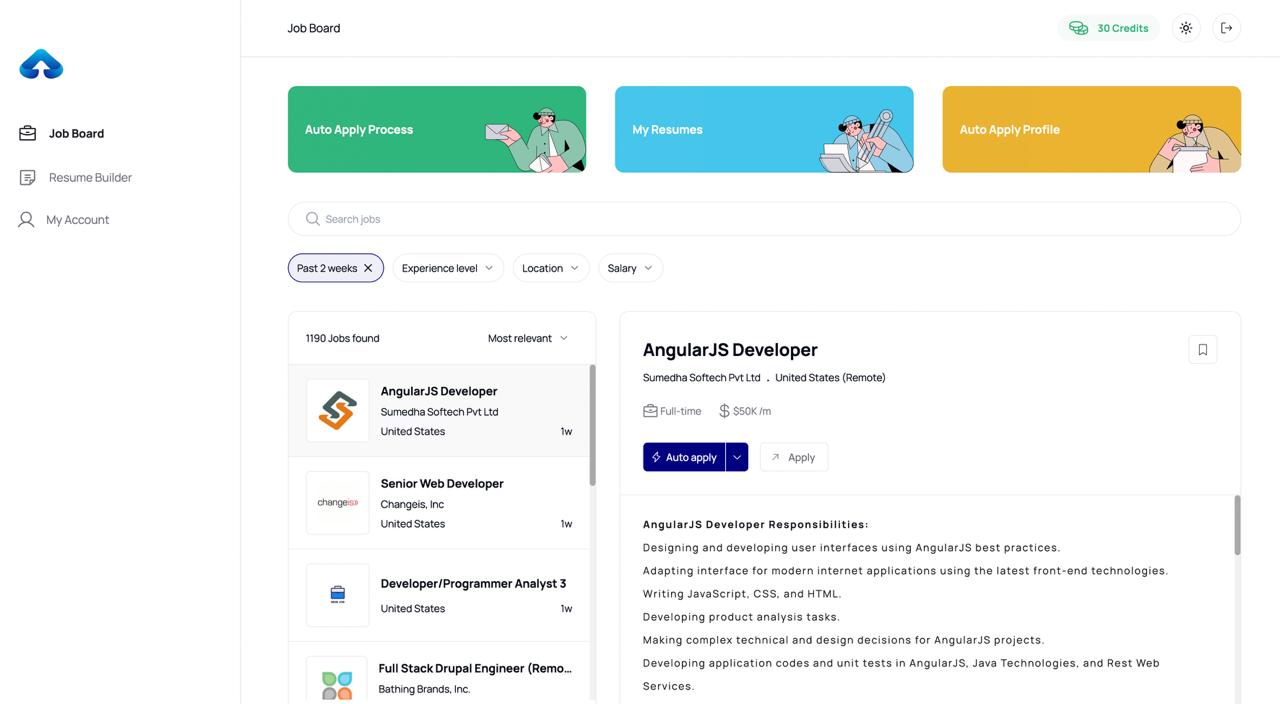 Job Board
30 Credits
Job Board
Resume Builder
My Account
Auto Apply Process
My Resumes
Auto Apply Profile
Search jobs
Past 2 weeks
Experience level
Location
Salary
1190 Jobs found
Most relevant
AngularJS Developer
Sumedha Softech Pvt Ltd
United States
1w
changeis
Senior Web Developer
Changeis, Inc
United States
1w
Developer/Programmer Analyst 3
United States
1w
Full Stack Drupal Engineer (Remo...
Bathing Brands, Inc.
AngularJS Developer
Sumedha Softech Pvt Ltd . United States (Remote)
Full-time
$50K /m
Auto apply
Apply
AngularJS Developer Responsibilities:
Designing and developing user interfaces using AngularJS best practices.
Adapting interface for modern internet applications using the latest front-end technologies.
Writing JavaScript, CSS, and HTML.
Developing product analysis tasks.
Making complex technical and design decisions for AngularJS projects.
Developing application codes and unit tests in AngularJS, Java Technologies, and Rest Web
Services.